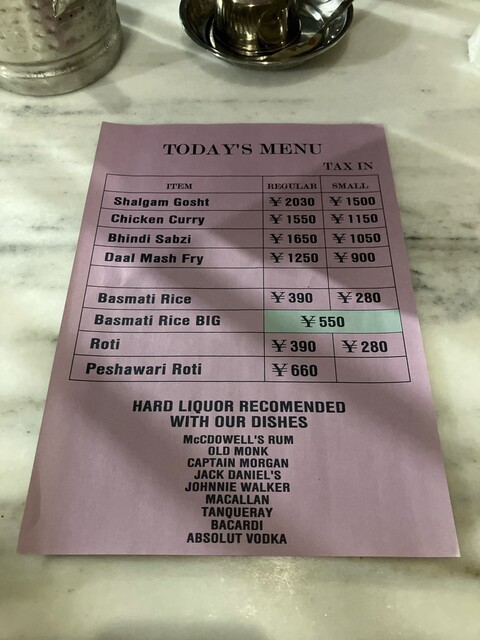 TODAY'S MENU
TAX IN
ITEM REGULAR SMALL
Shalgam Gosht ¥2030 ¥1500
Chicken Curry ¥1550 ¥1150
Bhindi Sabzi ¥1650 ¥1050
Daal Mash Fry ¥1250 ¥900
Basmati Rice ¥390 ¥280
Basmati Rice BIG ¥550
Roti ¥390 ¥280
Peshawari Roti ¥660
HARD LIQUOR RECOMENDED
WITH OUR DISHES
McCDOWELL'S RUM
OLD MONK
CAPTAIN MORGAN
JACK DANIEL'S
JOHNNIE WALKER
MACALLAN
TANQUERAY
BACARDI
ABSOLUT VODKA